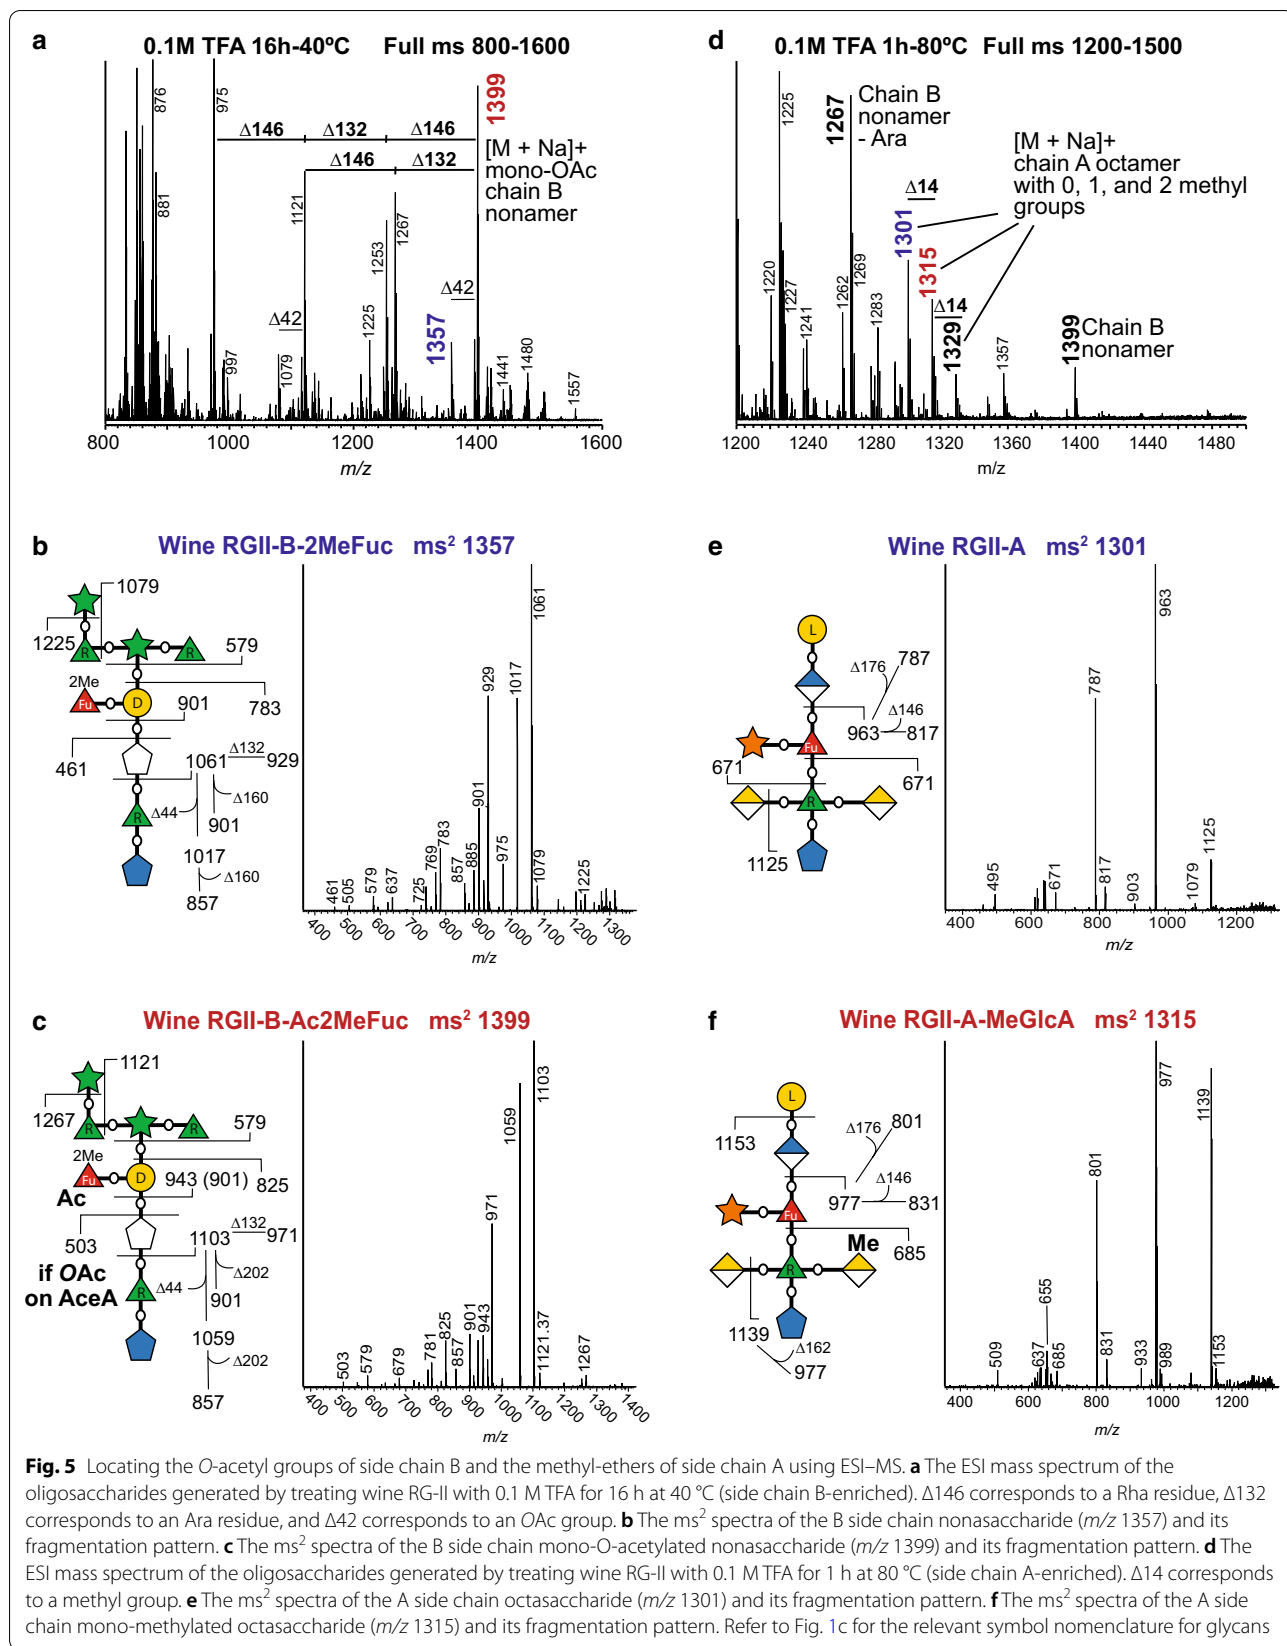 a
0.1M TFA 16h-40ºC Full ms 800-1600
876
975
881
997
Δ146 Δ132 Δ146
Δ146 Δ132
1399
[M + Na]+
mono-OAc
chain B
nonamer
1121
1267
1253
Δ42
Δ42
1079
1225
1357
1441
1480
1557
800 1000 1200 1400 1600
m/z
d
0.1M TFA 1h-80ºC Full ms 1200-1500
1225
1267
Chain B
nonamer
- Ara
[M + Na]+
chain A octamer
with 0, 1, and 2 methyl
groups
Δ14
1301
1315
Δ14
1329
1220
1227
1241
1262
1269
1283
1357
1399
Chain B
nonamer
1200 1240 1280 1320 1360 1400 1440 1480
m/z
b
Wine RGII-B-2MeFuc ms² 1357
1079
1225
R
R
579
2Me
Fu
D
901
783
461
1061
Δ132
929
Δ44
Δ160
R
901
1017
Δ160
857
1061
929
1017
901
783
769
885
975
857
1079
461
505
579
637
725
1225
400 500 600 700 800 900 1000 1100 1200 1300
m/z
e
Wine RGII-A ms² 1301
L
Δ176
787
Δ146
963
817
Fu
671
671
R
1125
963
787
1125
495
671
817
903
1079
400 600 800 1000 1200
m/z
c
Wine RGII-B-Ac2MeFuc ms² 1399
1121
1267
R
R
579
2Me
Fu
D
943 (901)
825
Ac
503
1103
Δ132
971
if OAc
on AceA
R
Δ44
Δ202
901
1059
Δ202
857
1103
1059
971
825
901
943
781
857
1121.37
1267
503
579
679
400 500 600 700 800 900 1000 1100 1200 1300 1400
m/z
f
Wine RGII-A-MeGlcA ms² 1315
L
1153
Δ176
801
Δ146
977
831
Fu
Me
685
R
1139
Δ162
977
977
1139
801
655
509
637
685
831
933
989
1153
400 600 800 1000 1200
m/z
Fig. 5 Locating the O-acetyl groups of side chain B and the methyl-ethers of side chain A using ESI–MS. a The ESI mass spectrum of the
oligosaccharides generated by treating wine RG-II with 0.1 M TFA for 16 h at 40 °C (side chain B-enriched). Δ146 corresponds to a Rha residue, Δ132
corresponds to an Ara residue, and Δ42 corresponds to an OAc group. b The ms² spectra of the B side chain nonasaccharide (m/z 1357) and its
fragmentation pattern. c The ms² spectra of the B side chain mono-O-acetylated nonasaccharide (m/z 1399) and its fragmentation pattern. d The
ESI mass spectrum of the oligosaccharides generated by treating wine RG-II with 0.1 M TFA for 1 h at 80 °C (side chain A-enriched). Δ14 corresponds
to a methyl group. e The ms² spectra of the A side chain octasaccharide (m/z 1301) and its fragmentation pattern. f The ms² spectra of the A side
chain mono-methylated octasaccharide (m/z 1315) and its fragmentation pattern. Refer to Fig. 1c for the relevant symbol nomenclature for glycans